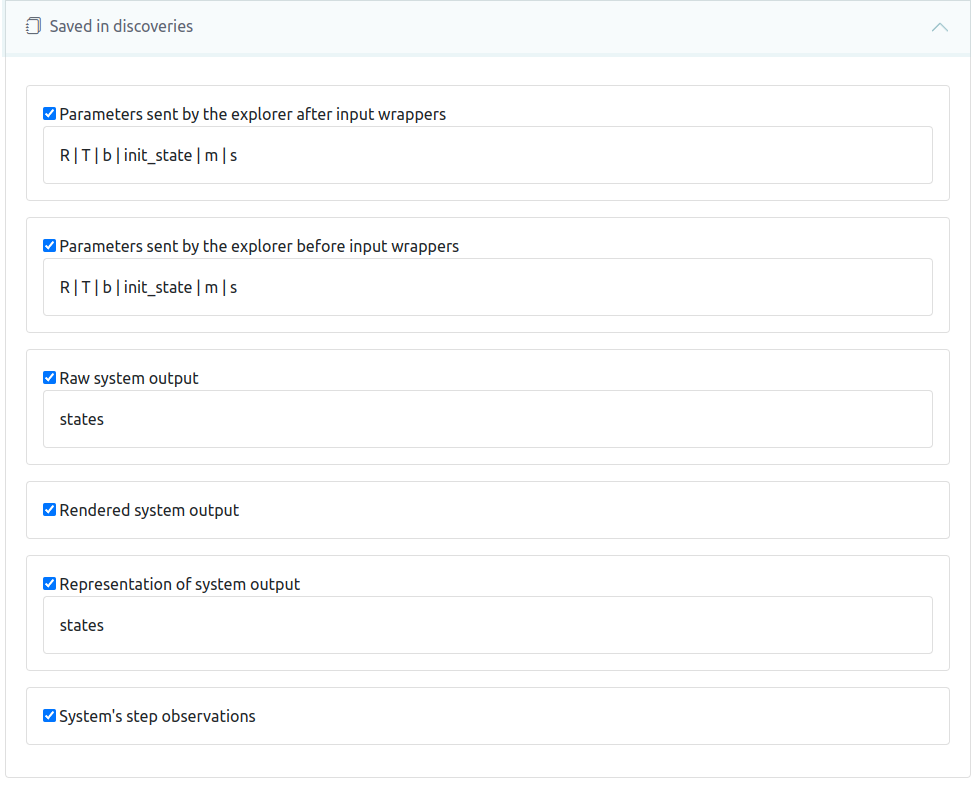 Saved in discoveries
Parameters sent by the explorer after input wrappers
R | T | b | init_state | m | s
Parameters sent by the explorer before input wrappers
R | T | b | init_state | m | s
Raw system output
states
Rendered system output
Representation of system output
states
System's step observations